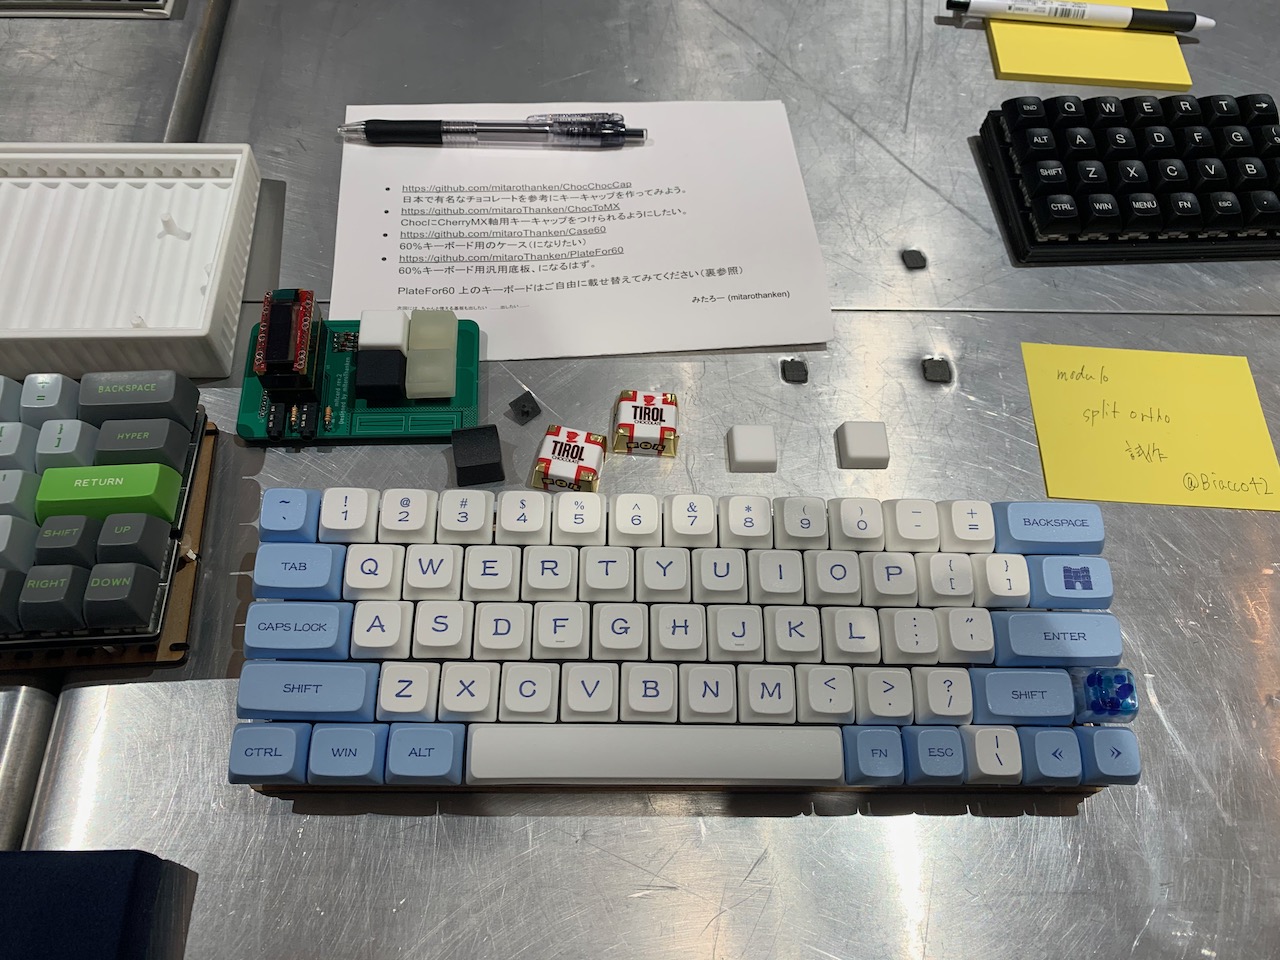 • https://github.com/mitarothanken/ChocChocCap
日本で有名なチョコレートを参考にキーキャップを作ってみよう。
• https://github.com/mitaroThanken/ChocToMX
ChocにCherryMX軸用キーキャップをつけられるようにしたい。
• https://github.com/mitaroThanken/Case60
60%キーボード用のケース(になりたい)
• https://github.com/mitaroThanken/PlateFor60
60%キーボード用汎用底板、になるはず。
PlateFor60 上のキーボードはご自由に載せ替えてみてください(裏参照)
みたろー (mitarothanken)
END Q W E R T →
ALT A S D F G
SHIFT Z X C V B
CTRL WIN MENU FN ESC .
modulo
split ortho
試作
@Biacco42
TIROL
TIROL
÷ = BACKSPACE
} ] HYPER
RETURN
SHIFT UP
RIGHT DOWN
~ ` ! 1 @ 2 # 3 $ 4 % 5 ^ 6 & 7 * 8 ( 9 ) 0 _ - + = BACKSPACE
TAB Q W E R T Y U I O P { [ } ]
CAPS LOCK A S D F G H J K L : ; " ' ENTER
SHIFT Z X C V B N M < , > . ? / SHIFT
CTRL WIN ALT FN ESC | \ « »